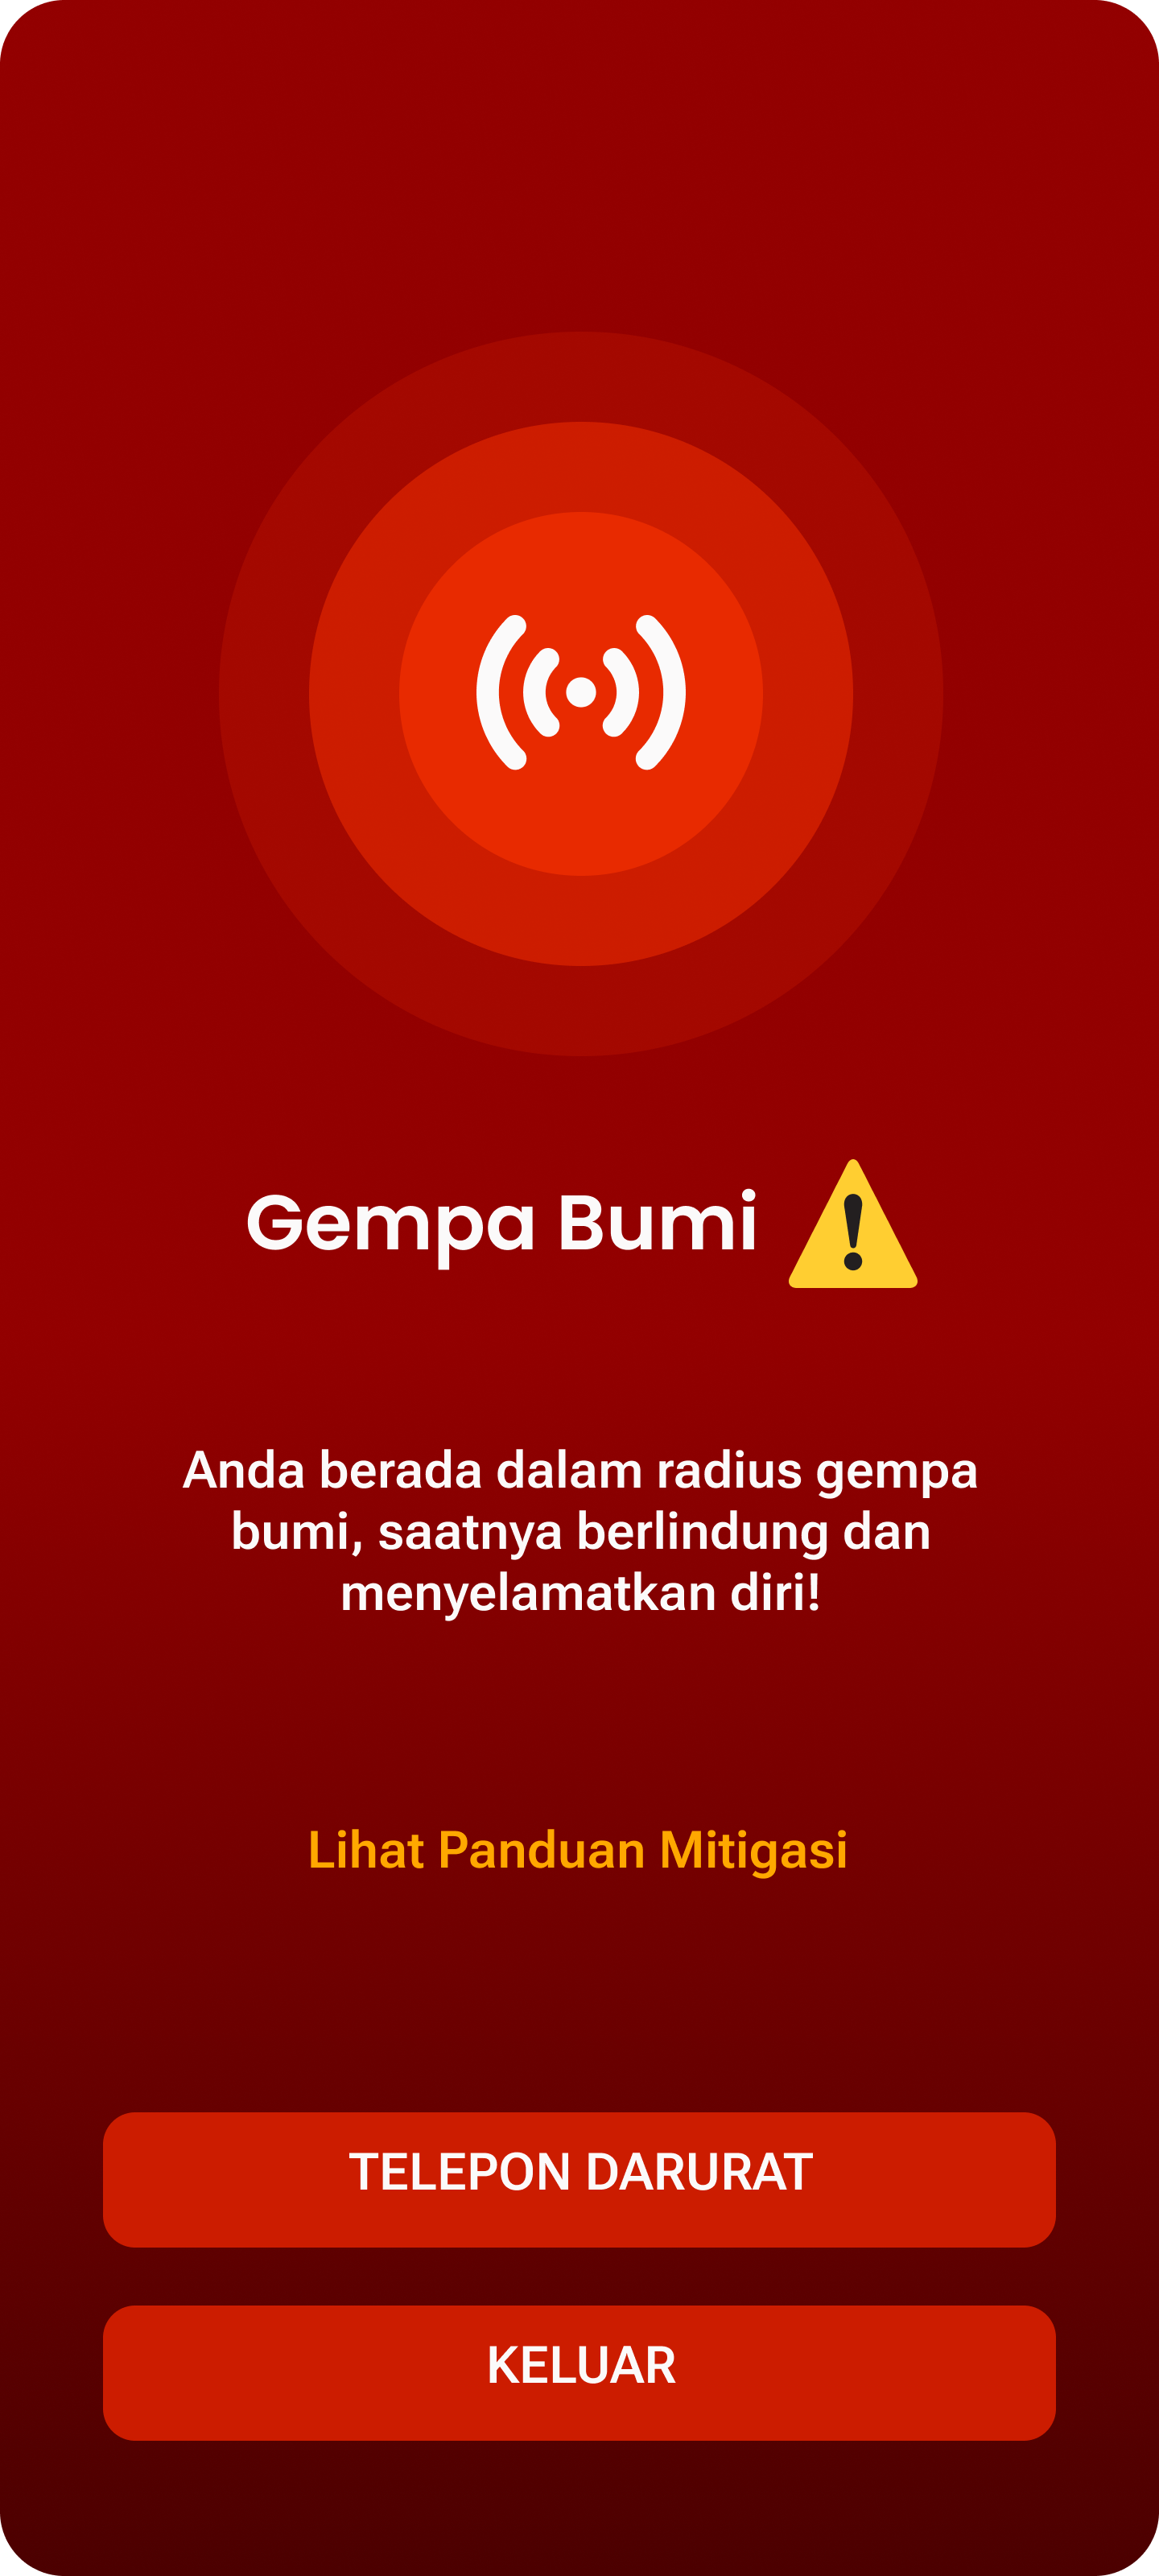 Gempa Bumi
Anda berada dalam radius gempa
bumi, saatnya berlindung dan
menyelamatkan diri!
Lihat Panduan Mitigasi
TELEPON DARURAT
KELUAR